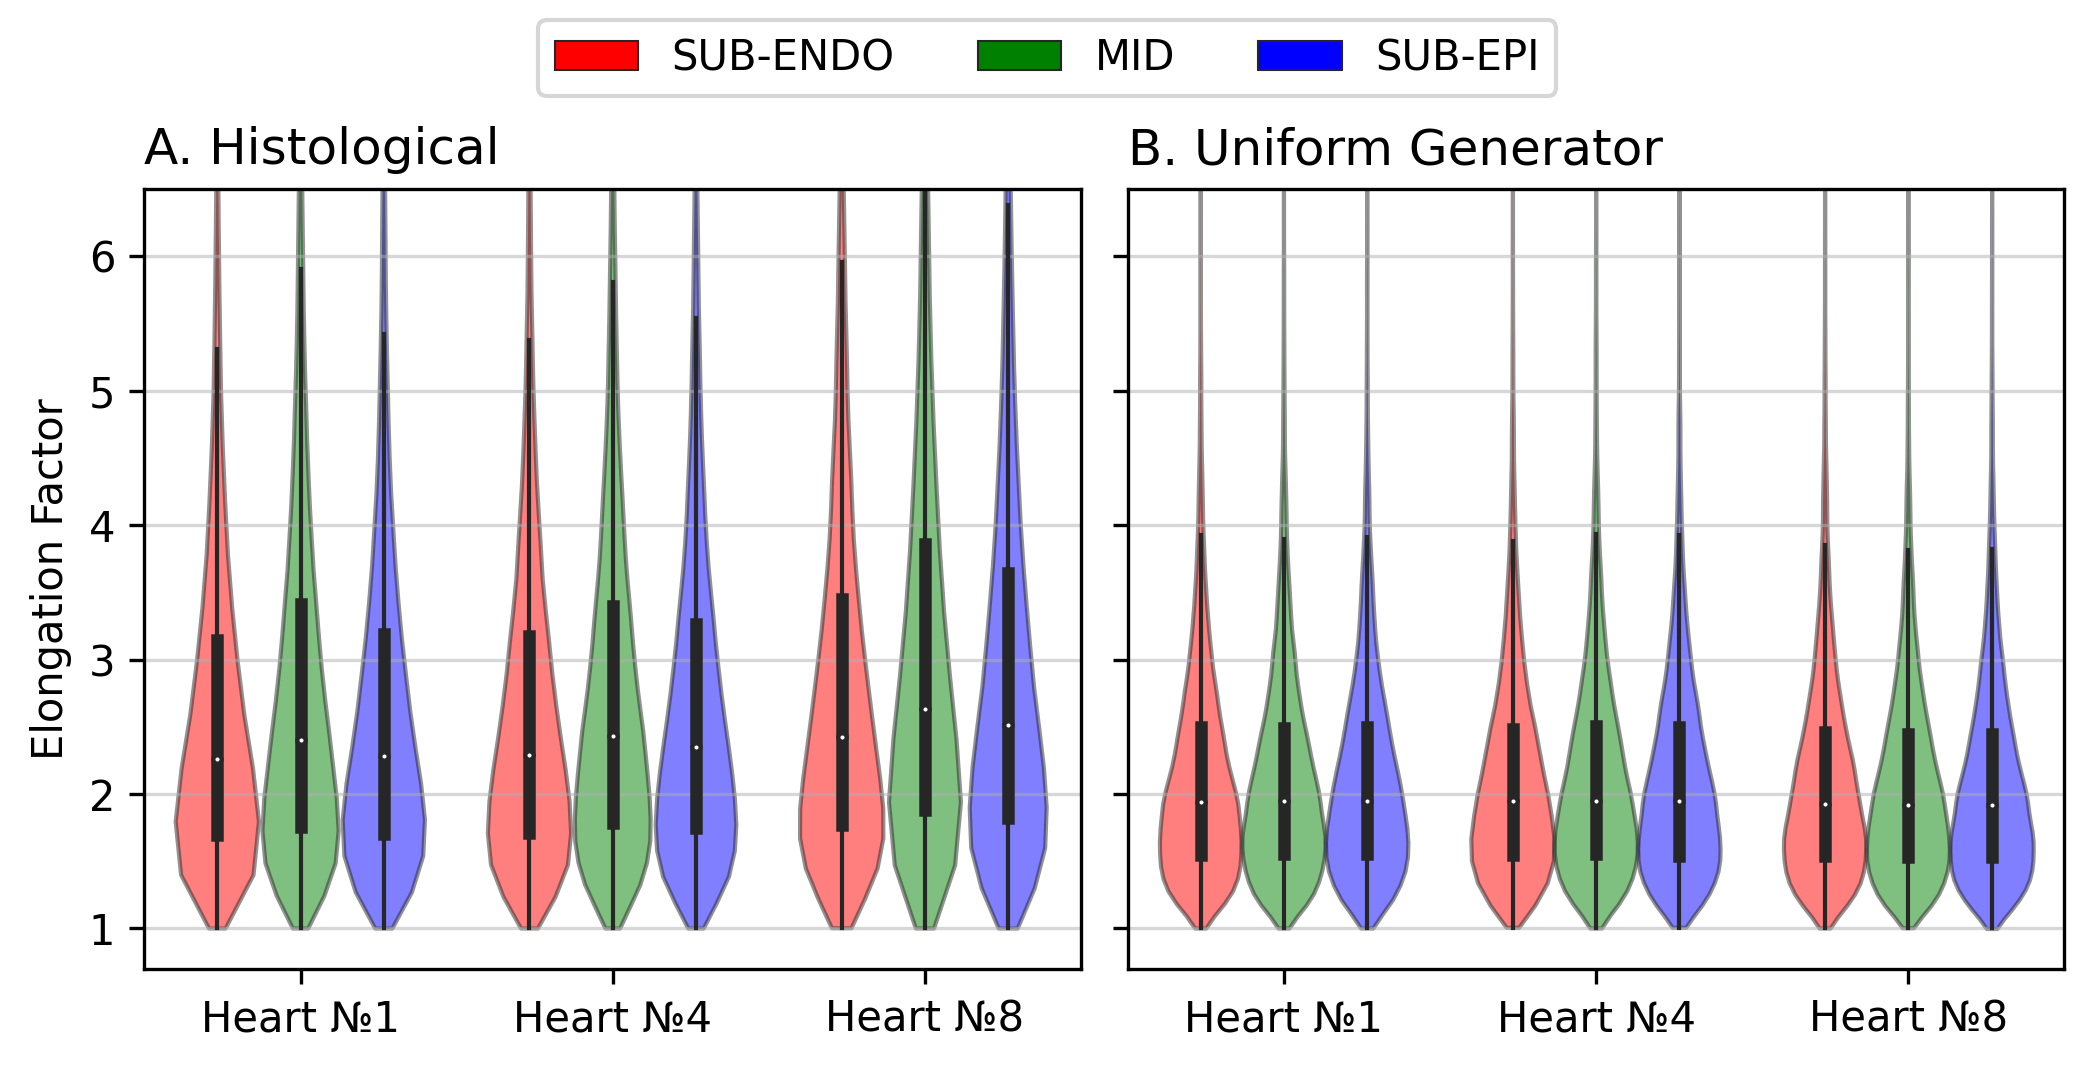 SUB-ENDO MID SUB-EPI
A. Histological
B. Uniform Generator
Elongation Factor
6
5
4
3
2
1
Heart №1 Heart №4 Heart №8
Heart №1 Heart №4 Heart №8